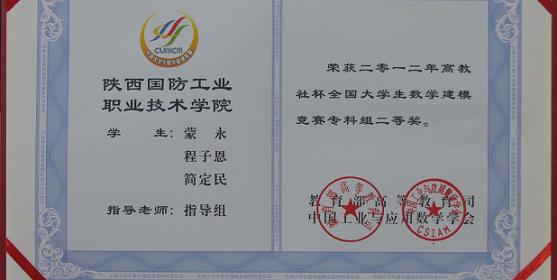 CUMCM
陕西国防工业
职业技术学院
学 生：蒙 永
程子恩
简定民
指导老师：指导组
荣获二零一二年高教
社杯全国大学生数学建模
竞赛专科组二等奖。
教育部高等教育司
中国工业与应用数学学会
CSIAM